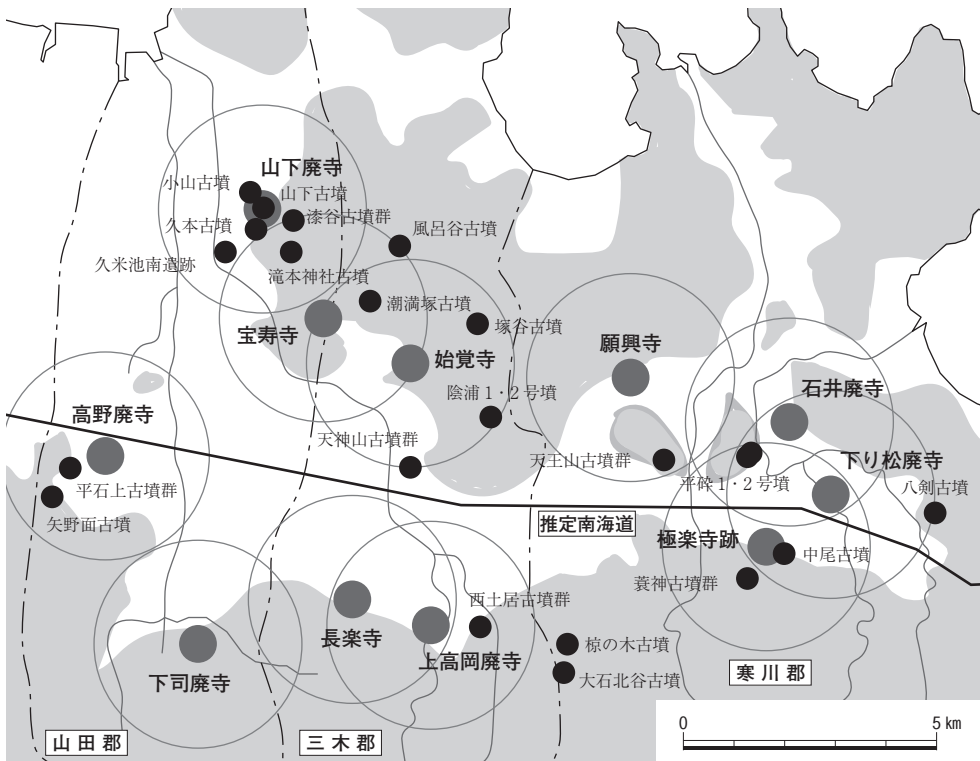 山下廃寺
小山古墳
山下古墳
漆谷古墳群
久本古墳
風呂谷古墳
久米池南遺跡
滝本神社古墳
潮満塚古墳
宝寿寺
塚谷古墳
始覚寺
願興寺
陰浦1・2号墳
石井廃寺
高野廃寺
天神山古墳群
天王山古墳群
下り松廃寺
平砕1・2号墳
八剣古墳
平石上古墳群
矢野面古墳
推定南海道
極楽寺跡
中尾古墳
蓑神古墳群
西土居古墳群
長楽寺
上高岡廃寺
椋の木古墳
下司廃寺
大石北谷古墳
寒川郡
山田郡
三木郡
0
5 km